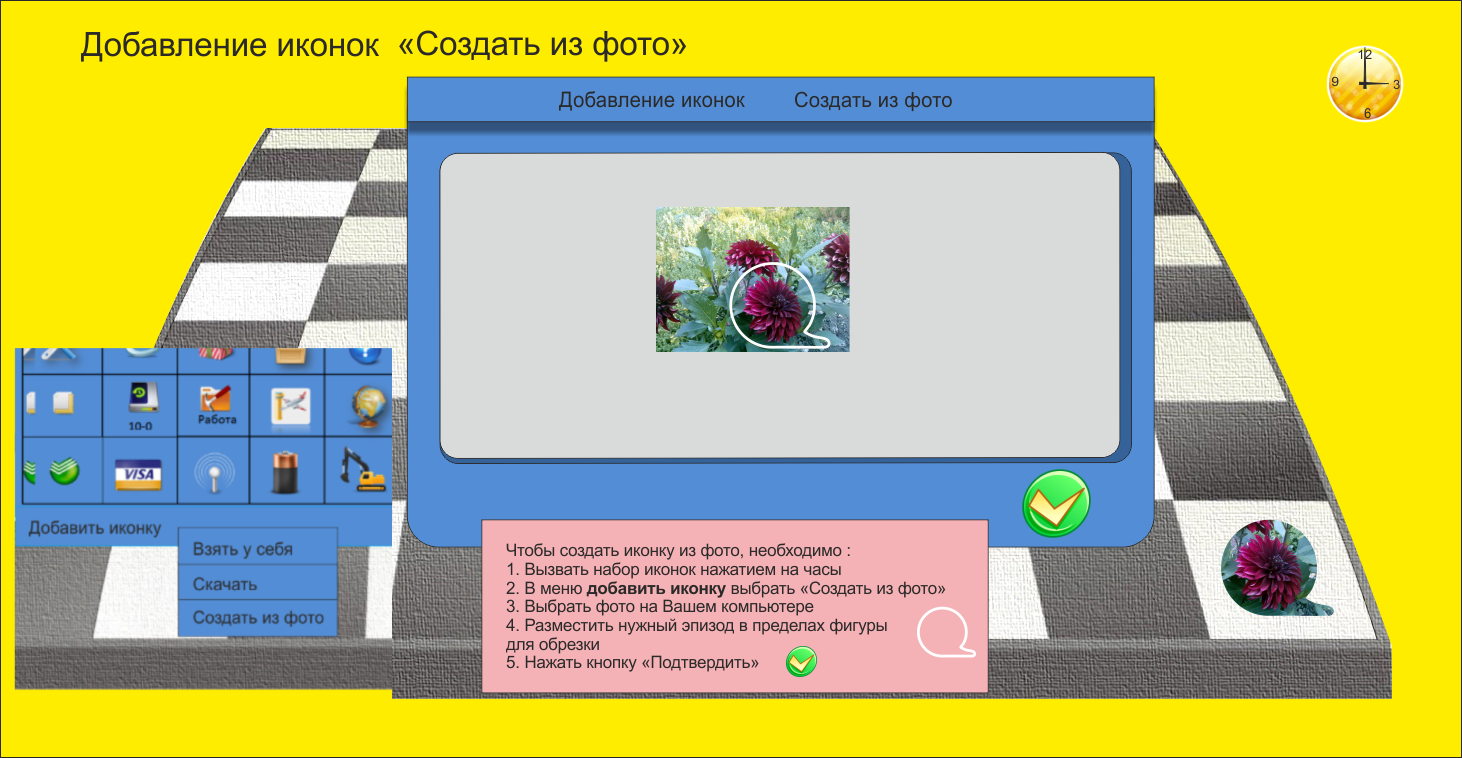 Добавление иконок «Создать из фото»
12
9 3
6
Добавление иконок Создать из фото
10-0
Работа
VISA
Добавить иконку
Взять у себя
Скачать
Создать из фото
Чтобы создать иконку из фото, необходимо :
1. Вызвать набор иконок нажатием на часы
2. В меню добавить иконку выбрать «Создать из фото»
3. Выбрать фото на Вашем компьютере
4. Разместить нужный эпизод в пределах фигуры
для обрезки
5. Нажать кнопку «Подтвердить»